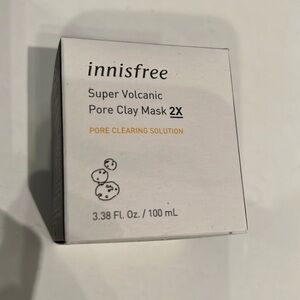 innisfree
Super Volcanic
Pore Clay Mask 2X
PORE CLEARING SOLUTION
3.38 Fl. Oz. / 100 mL